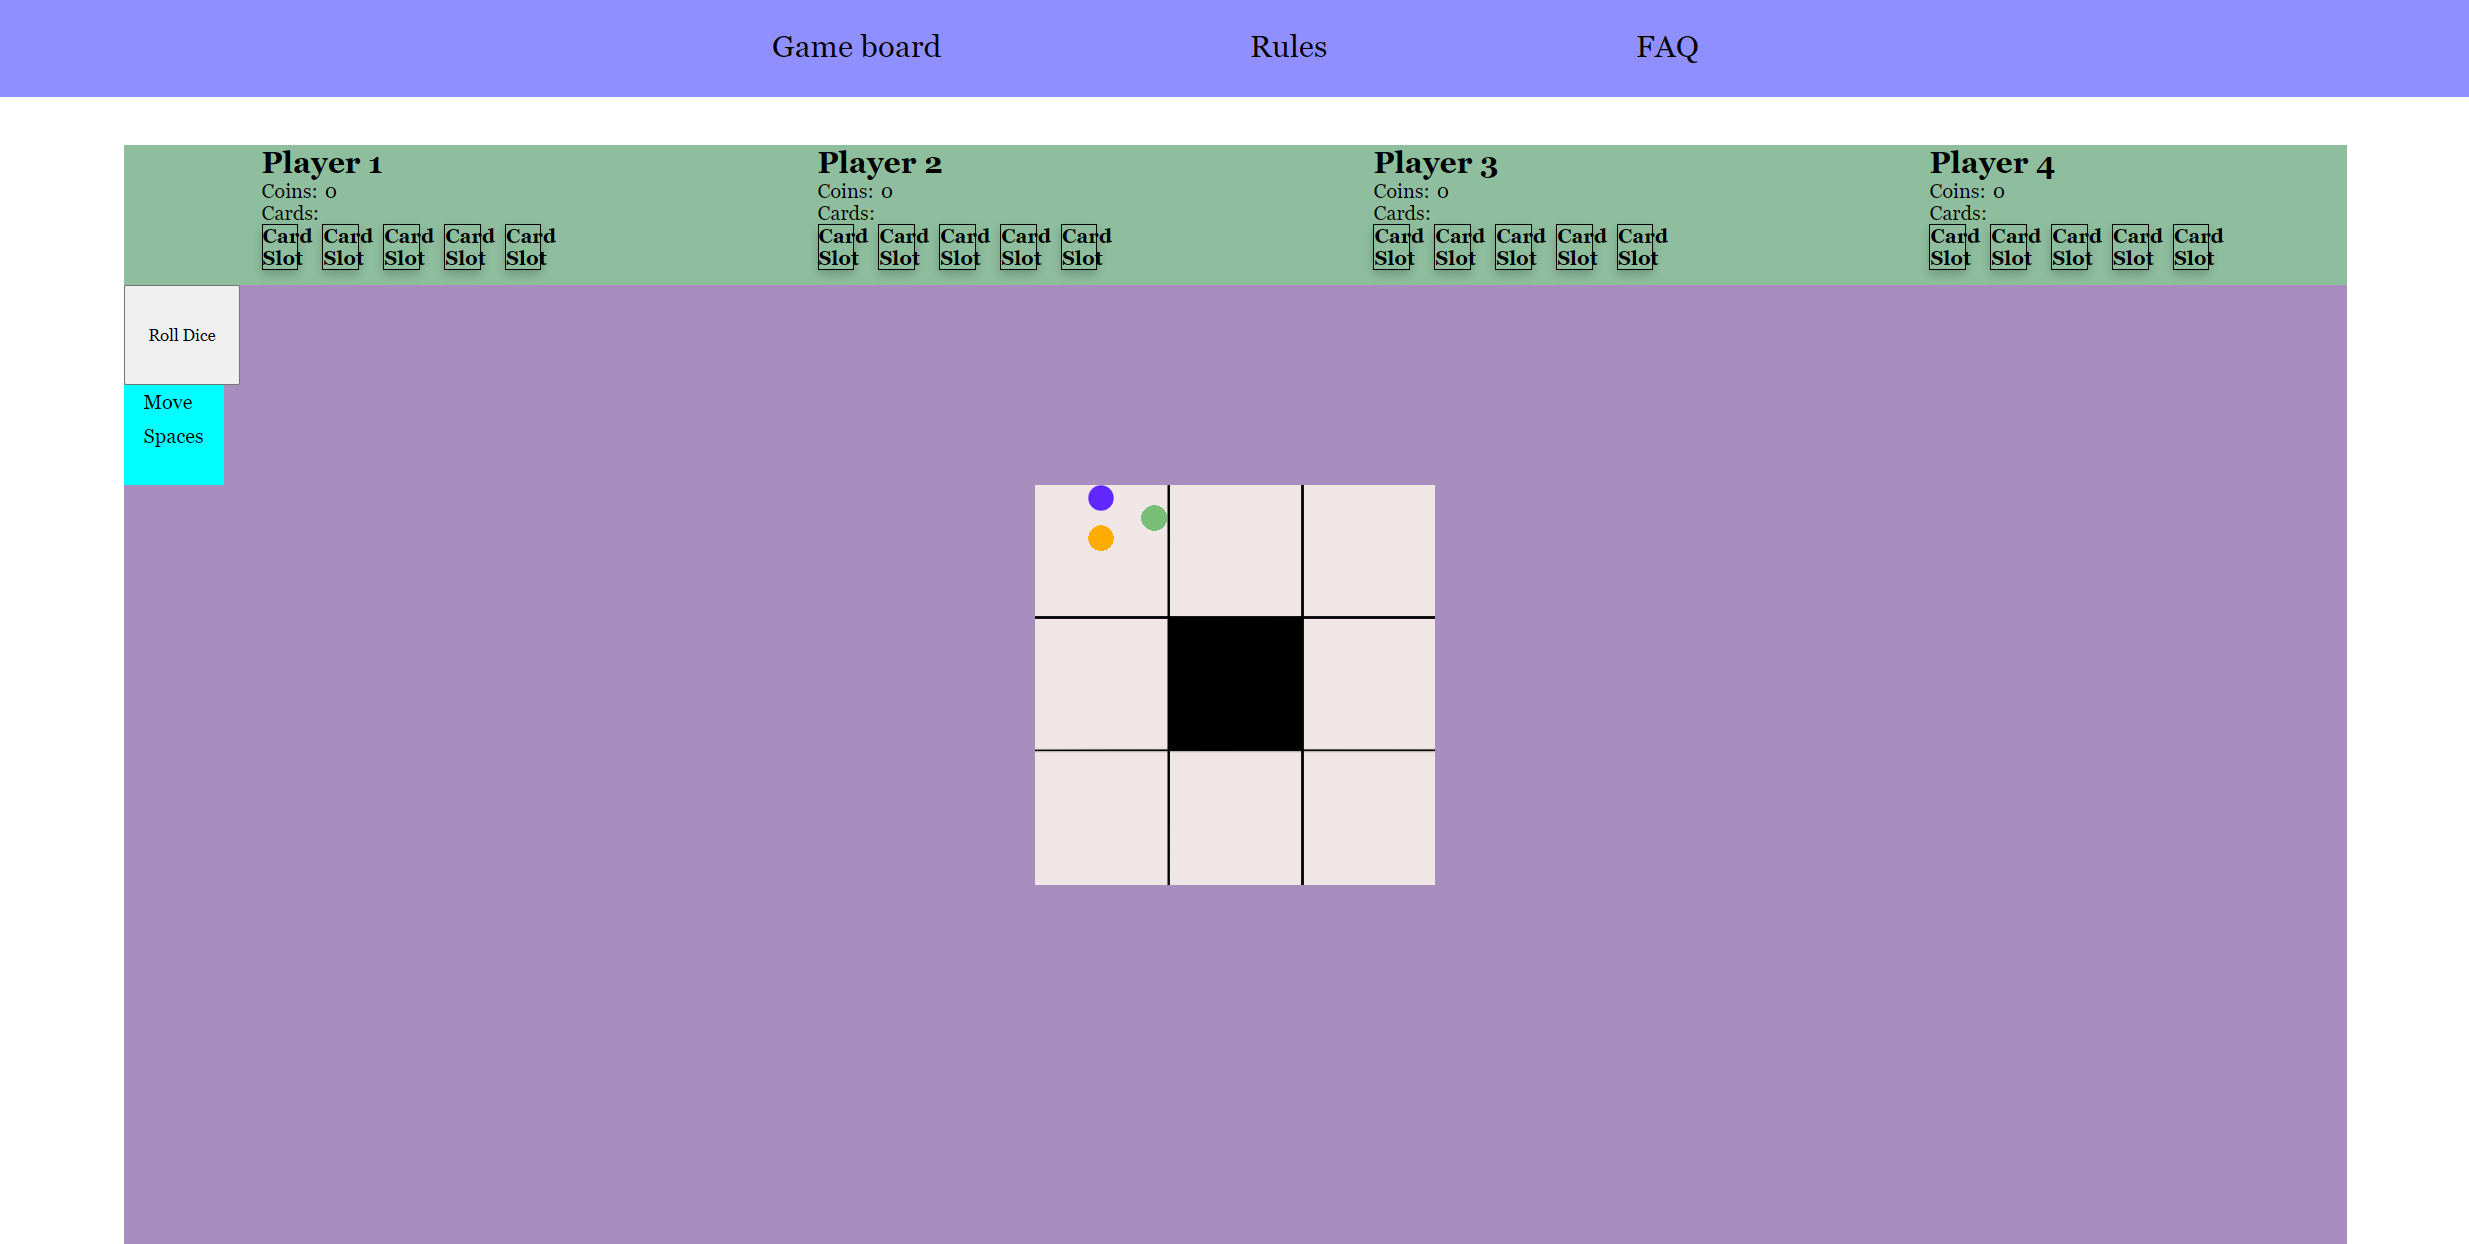 Game board Rules FAQ
Player 1 Player 2 Player 3 Player 4
Coins: 0 Coins: 0 Coins: 0 Coins: 0
Cards: Cards: Cards: Cards:
Card Card Card Card Card Card Card Card Card Card Card Card Card Card Card Card Card Card Card Card
Slot Slot Slot Slot Slot Slot Slot Slot Slot Slot Slot Slot Slot Slot Slot Slot Slot Slot Slot Slot
Roll Dice
Move
Spaces